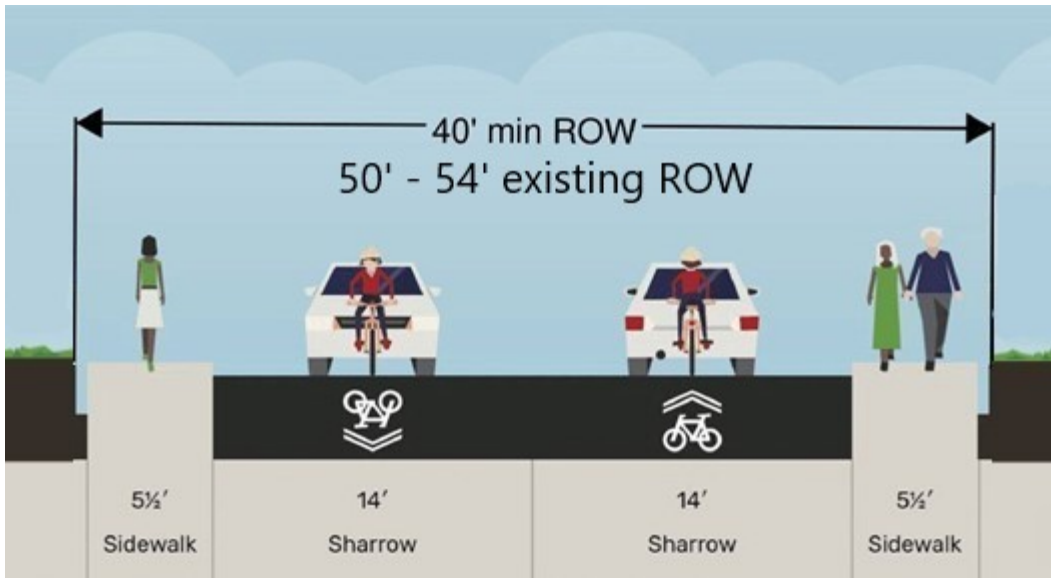 40' min ROW
50' - 54' existing ROW
5½′ 14′ 14′ 5½′
Sidewalk Sharrow Sharrow Sidewalk